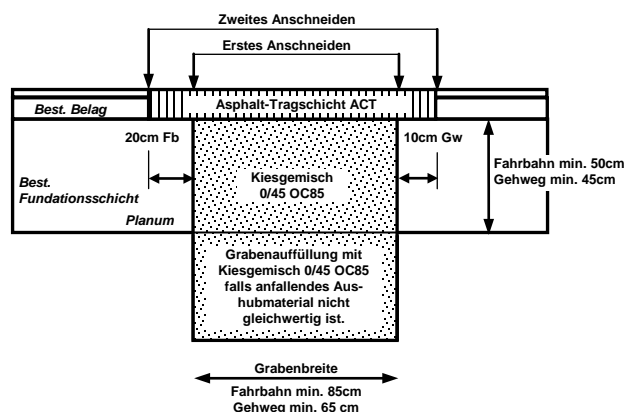 Zweites Anschneiden
Erstes Anschneiden
Best. Belag
Asphalt-Tragschicht ACT
20cm Fb
10cm Gw
Fahrbahn min. 50cm
Gehweg min. 45cm
Best.
Fundationsschicht
Kiesgemisch
0/45 OC85
Planum
Grabenauffüllung mit
Kiesgemisch 0/45 OC85
falls anfallendes Aus-
hubmaterial nicht
gleichwertig ist.
Grabenbreite
Fahrbahn min. 85cm
Gehweg min. 65 cm